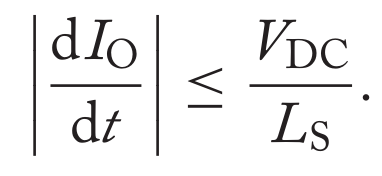 |dI_O/dt| ≤ V_DC/L_S.